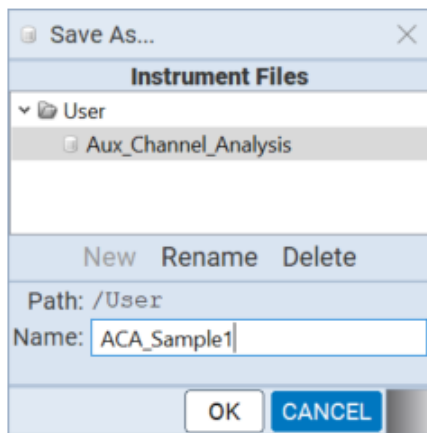 Save As...
Instrument Files
User
Aux_Channel_Analysis
New Rename Delete
Path: /User
Name: ACA_Sample1
OK CANCEL